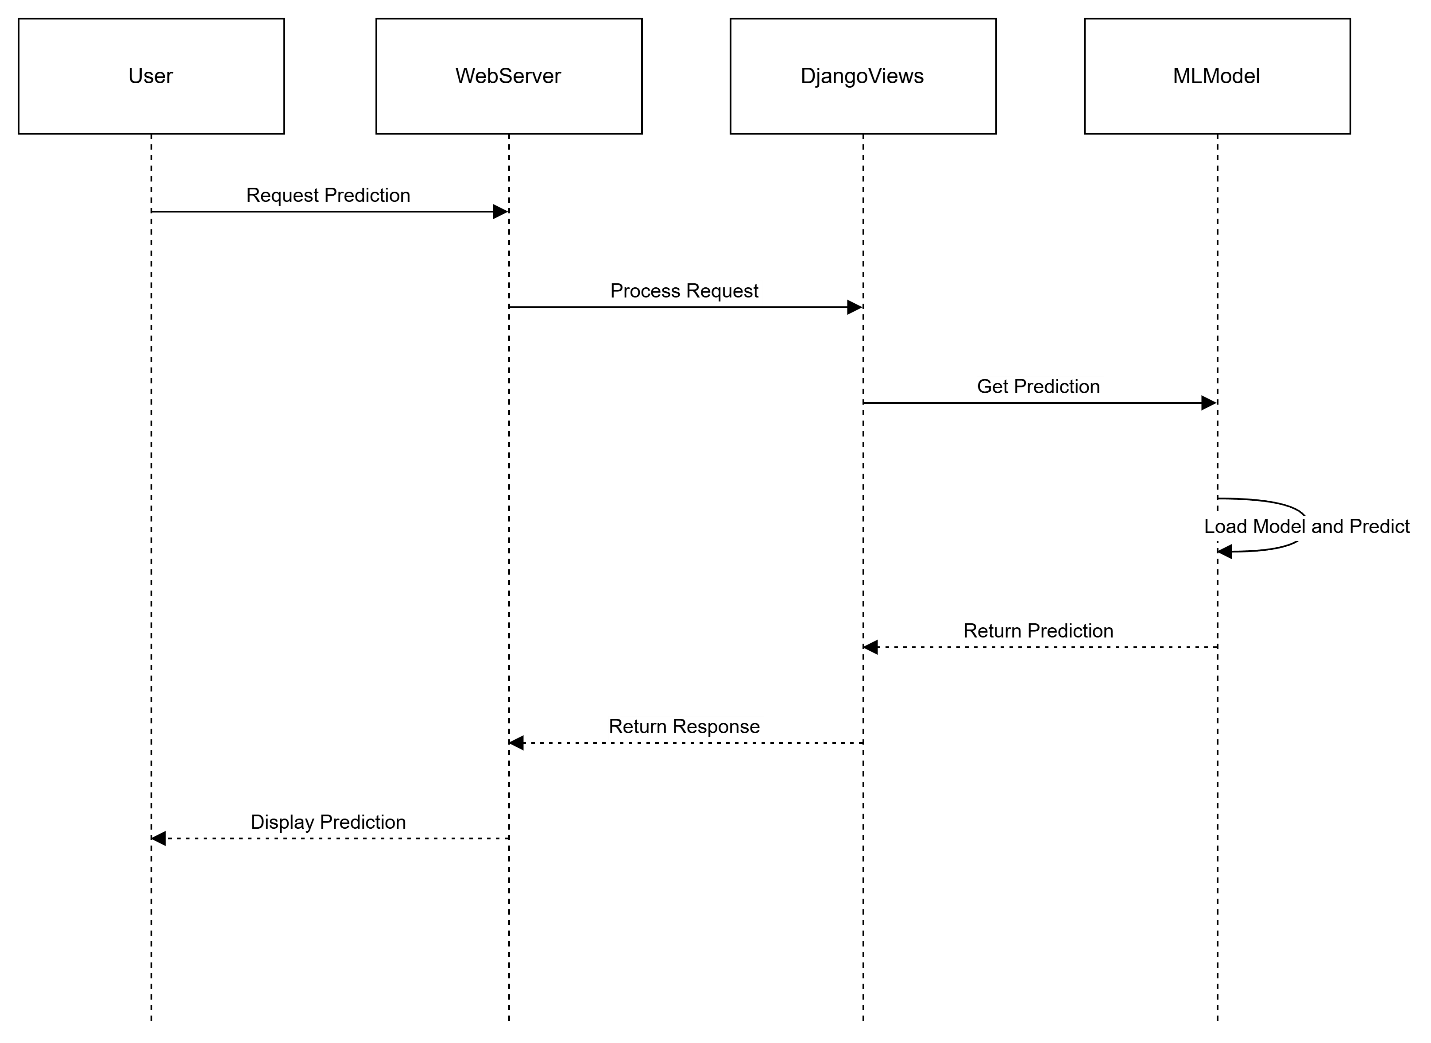 User
WebServer
DjangoViews
MLModel
Request Prediction
Process Request
Get Prediction
Load Model and Predict
Return Prediction
Return Response
Display Prediction